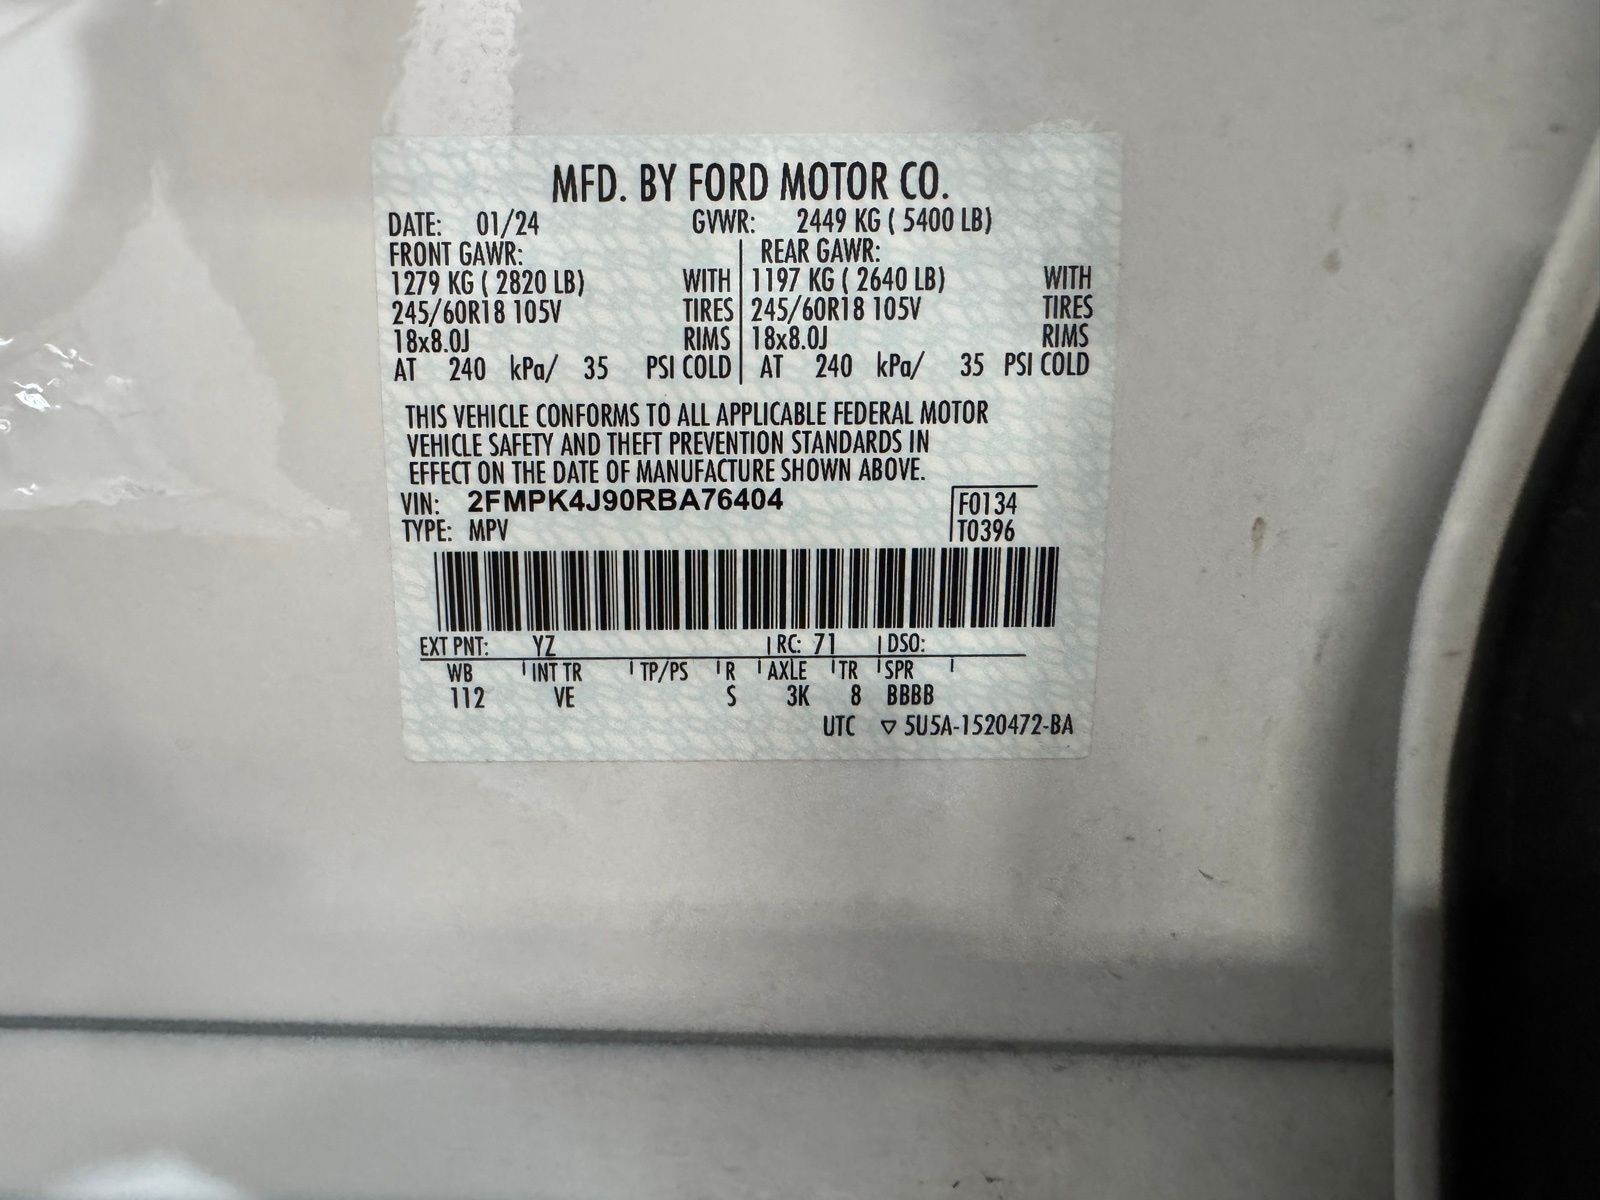 MFD. BY FORD MOTOR CO.
DATE: 01/24 GVWR: 2449 KG ( 5400 LB)
FRONT GAWR: REAR GAWR:
1279 KG ( 2820 LB) WITH 1197 KG ( 2640 LB) WITH
245/60R18 105V TIRES 245/60R18 105V TIRES
18x8.0J RIMS 18x8.0J RIMS
AT 240 kPa/ 35 PSI COLD AT 240 kPa/ 35 PSI COLD
THIS VEHICLE CONFORMS TO ALL APPLICABLE FEDERAL MOTOR
VEHICLE SAFETY AND THEFT PREVENTION STANDARDS IN
EFFECT ON THE DATE OF MANUFACTURE SHOWN ABOVE.
VIN: 2FMPK4J90RBA76404 F0134
TYPE: MPV T0396
EXT PNT: YZ RC: 71 DSO:
WB INT TR TP/PS R AXLE TR SPR
112 VE S 3K 8 BBBB
UTC ▽ 5U5A-1520472-BA